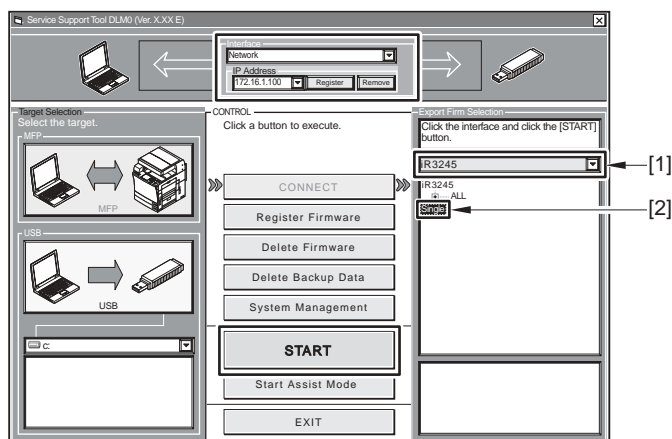 Service Support Tool DLM0 (Ver. X.XX E)
Interface
Network
IP Address
172.16.1.100
Register
Remove
Target Selection
Select the target.
MFP
MFP
USB
USB
c:
CONTROL
Click a button to execute.
CONNECT
Register Firmware
Delete Firmware
Delete Backup Data
System Management
START
Start Assist Mode
EXIT
Export Firm Selection
Click the interface and click the [START]
button.
iR3245
iR3245
ALL
Single
[1]
[2]